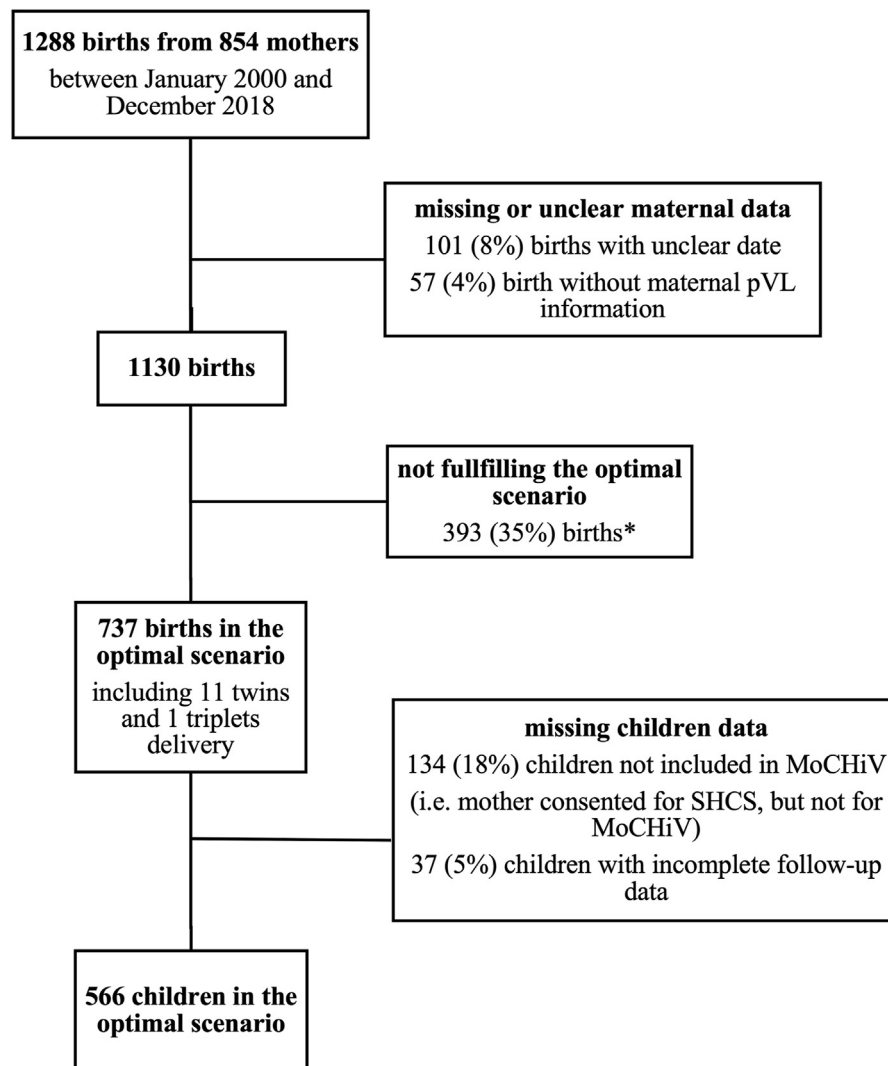 1288 births from 854 mothers
between January 2000 and
December 2018
missing or unclear maternal data
101 (8%) births with unclear date
57 (4%) birth without maternal pVL
information
1130 births
not fullfilling the optimal
scenario
393 (35%) births*
737 births in the
optimal scenario
including 11 twins
and 1 triplets
delivery
missing children data
134 (18%) children not included in MoCHiV
(i.e. mother consented for SHCS, but not for
MoCHiV)
37 (5%) children with incomplete follow-up
data
566 children in the
optimal scenario